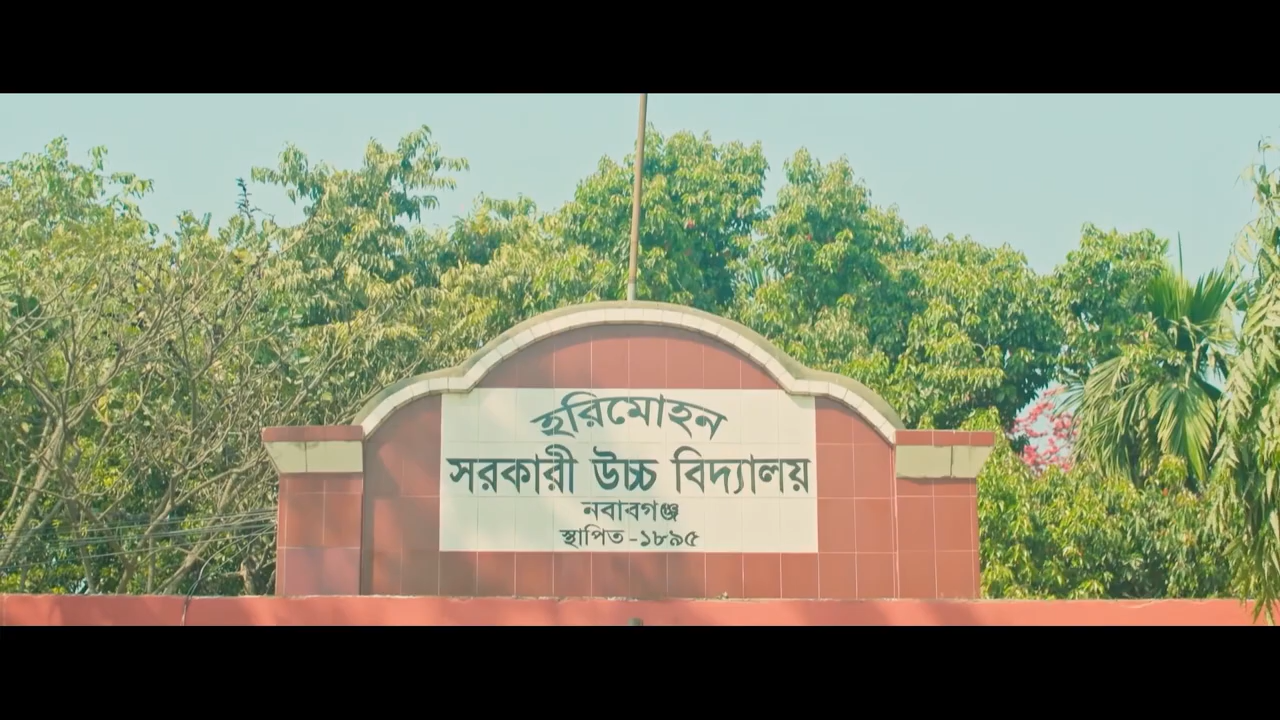 হরিমোহন
সরকারী উচ্চ বিদ্যালয়
নবাবগঞ্জ
স্থাপিত -১৮৯৫